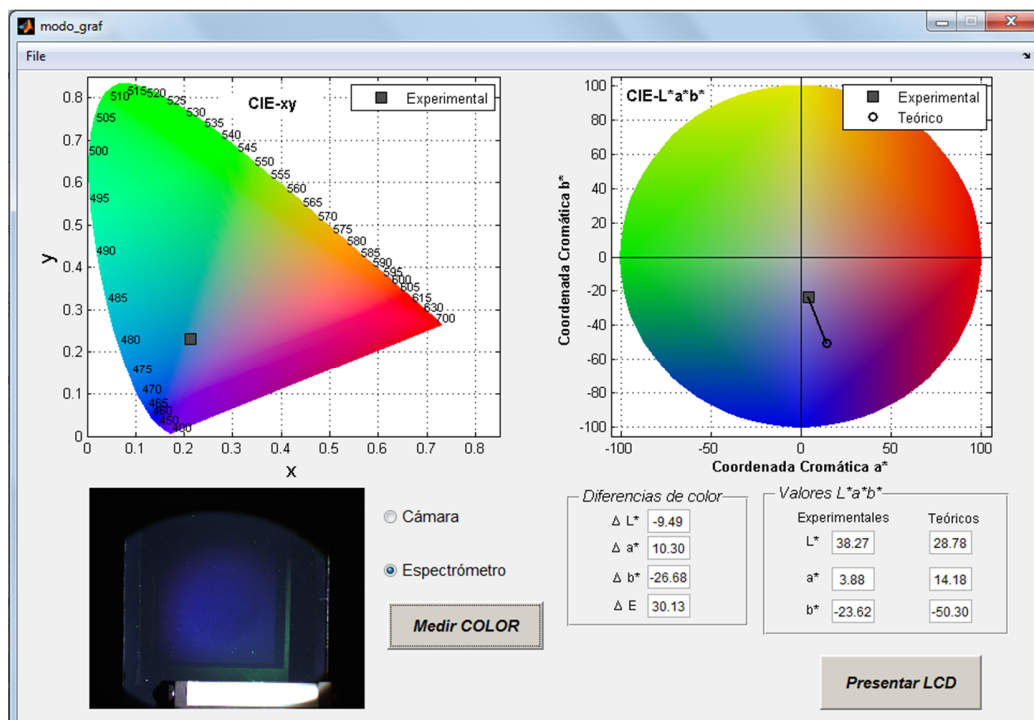 modo_graf
File
CIE-xy
Experimental
0.8
0.7
0.6
0.5
0.4
0.3
0.2
0.1
0
y
510
515
520
525
530
535
540
545
550
555
560
565
570
575
580
585
590
595
600
605
615
630
700
505
500
495
490
485
480
475
470
465
460
450
400
0 0.1 0.2 0.3 0.4 0.5 0.6 0.7 0.8
x
CIE-L*a*b*
Experimental
Teórico
100
80
60
40
20
0
-20
-40
-60
-80
-100
Coordenada Cromática b*
-100 -50 0 50 100
Coordenada Cromática a*
Cámara
Espectrómetro
Medir COLOR
Diferencias de color
Δ L* -9.49
Δ a* 10.30
Δ b* -26.68
Δ E 30.13
Valores L*a*b*
Experimentales Teóricos
L* 38.27 28.78
a* 3.88 14.18
b* -23.62 -50.30
Presentar LCD